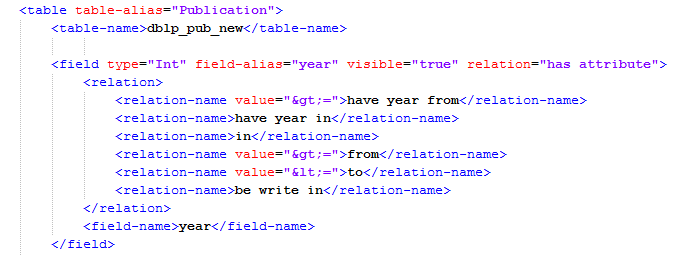 <table table-alias="Publication">
<table-name>dblp_pub_new</table-name>
<field type="Int" field-alias="year" visible="true" relation="has attribute">
<relation>
<relation-name value="&gt;=">have year from</relation-name>
<relation-name>have year in</relation-name>
<relation-name>in</relation-name>
<relation-name value="&gt;=">from</relation-name>
<relation-name value="&lt;=">to</relation-name>
<relation-name>be write in</relation-name>
</relation>
<field-name>year</field-name>
</field>